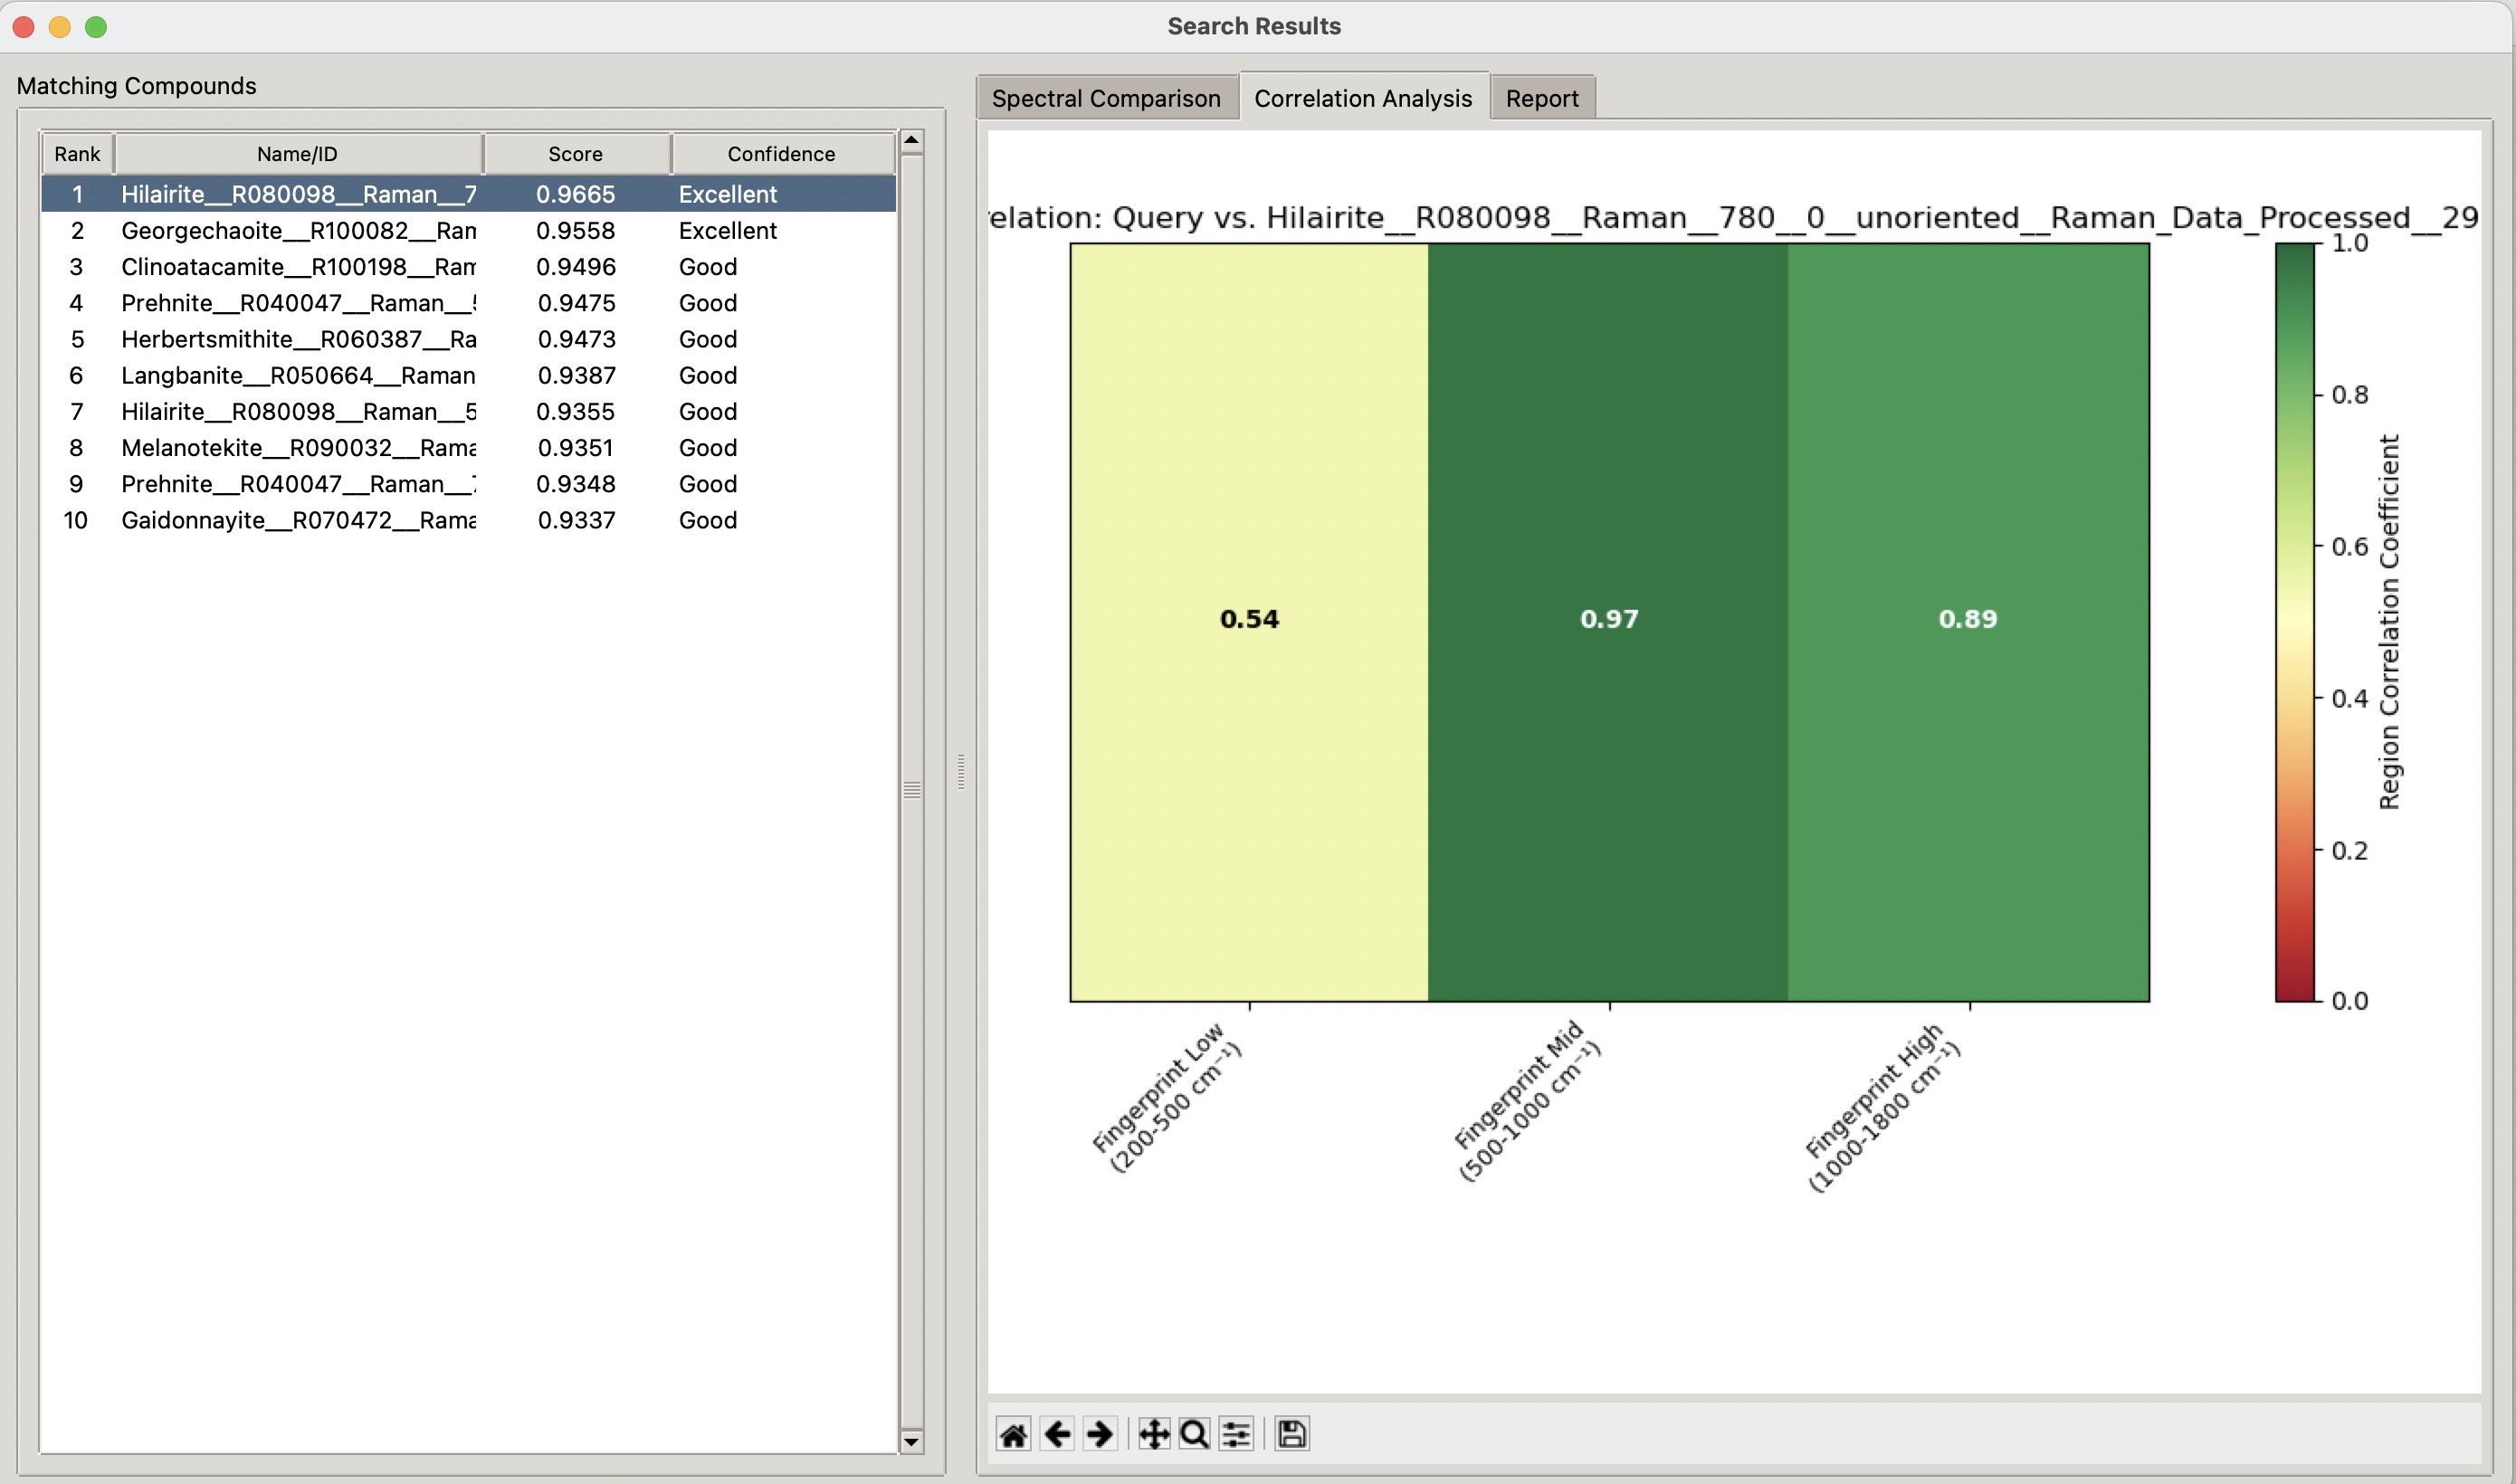 Search Results
Matching Compounds
Rank Name/ID Score Confidence
1 Hilairite__R080098__Raman__7 0.9665 Excellent
2 Georgechaoite__R100082__Ran 0.9558 Excellent
3 Clinoatacamite__R100198__Ram 0.9496 Good
4 Prehnite__R040047__Raman__5 0.9475 Good
5 Herbertsmithite__R060387__Ra 0.9473 Good
6 Langbanite__R050664__Raman 0.9387 Good
7 Hilairite__R080098__Raman__5 0.9355 Good
8 Melanotekite__R090032__Rama 0.9351 Good
9 Prehnite__R040047__Raman__7 0.9348 Good
10 Gaidonnayite__R070472__Rama 0.9337 Good
Spectral Comparison Correlation Analysis Report
relation: Query vs. Hilairite__R080098__Raman__780__0__unoriented__Raman_Data_Processed__29
0.54 0.97 0.89
1.0
0.8
0.6
0.4
0.2
0.0
Region Correlation Coefficient
Fingerprint Low
(200-500 cm⁻¹)
Fingerprint Mid
(500-1000 cm⁻¹)
Fingerprint High
(1000-1800 cm⁻¹)